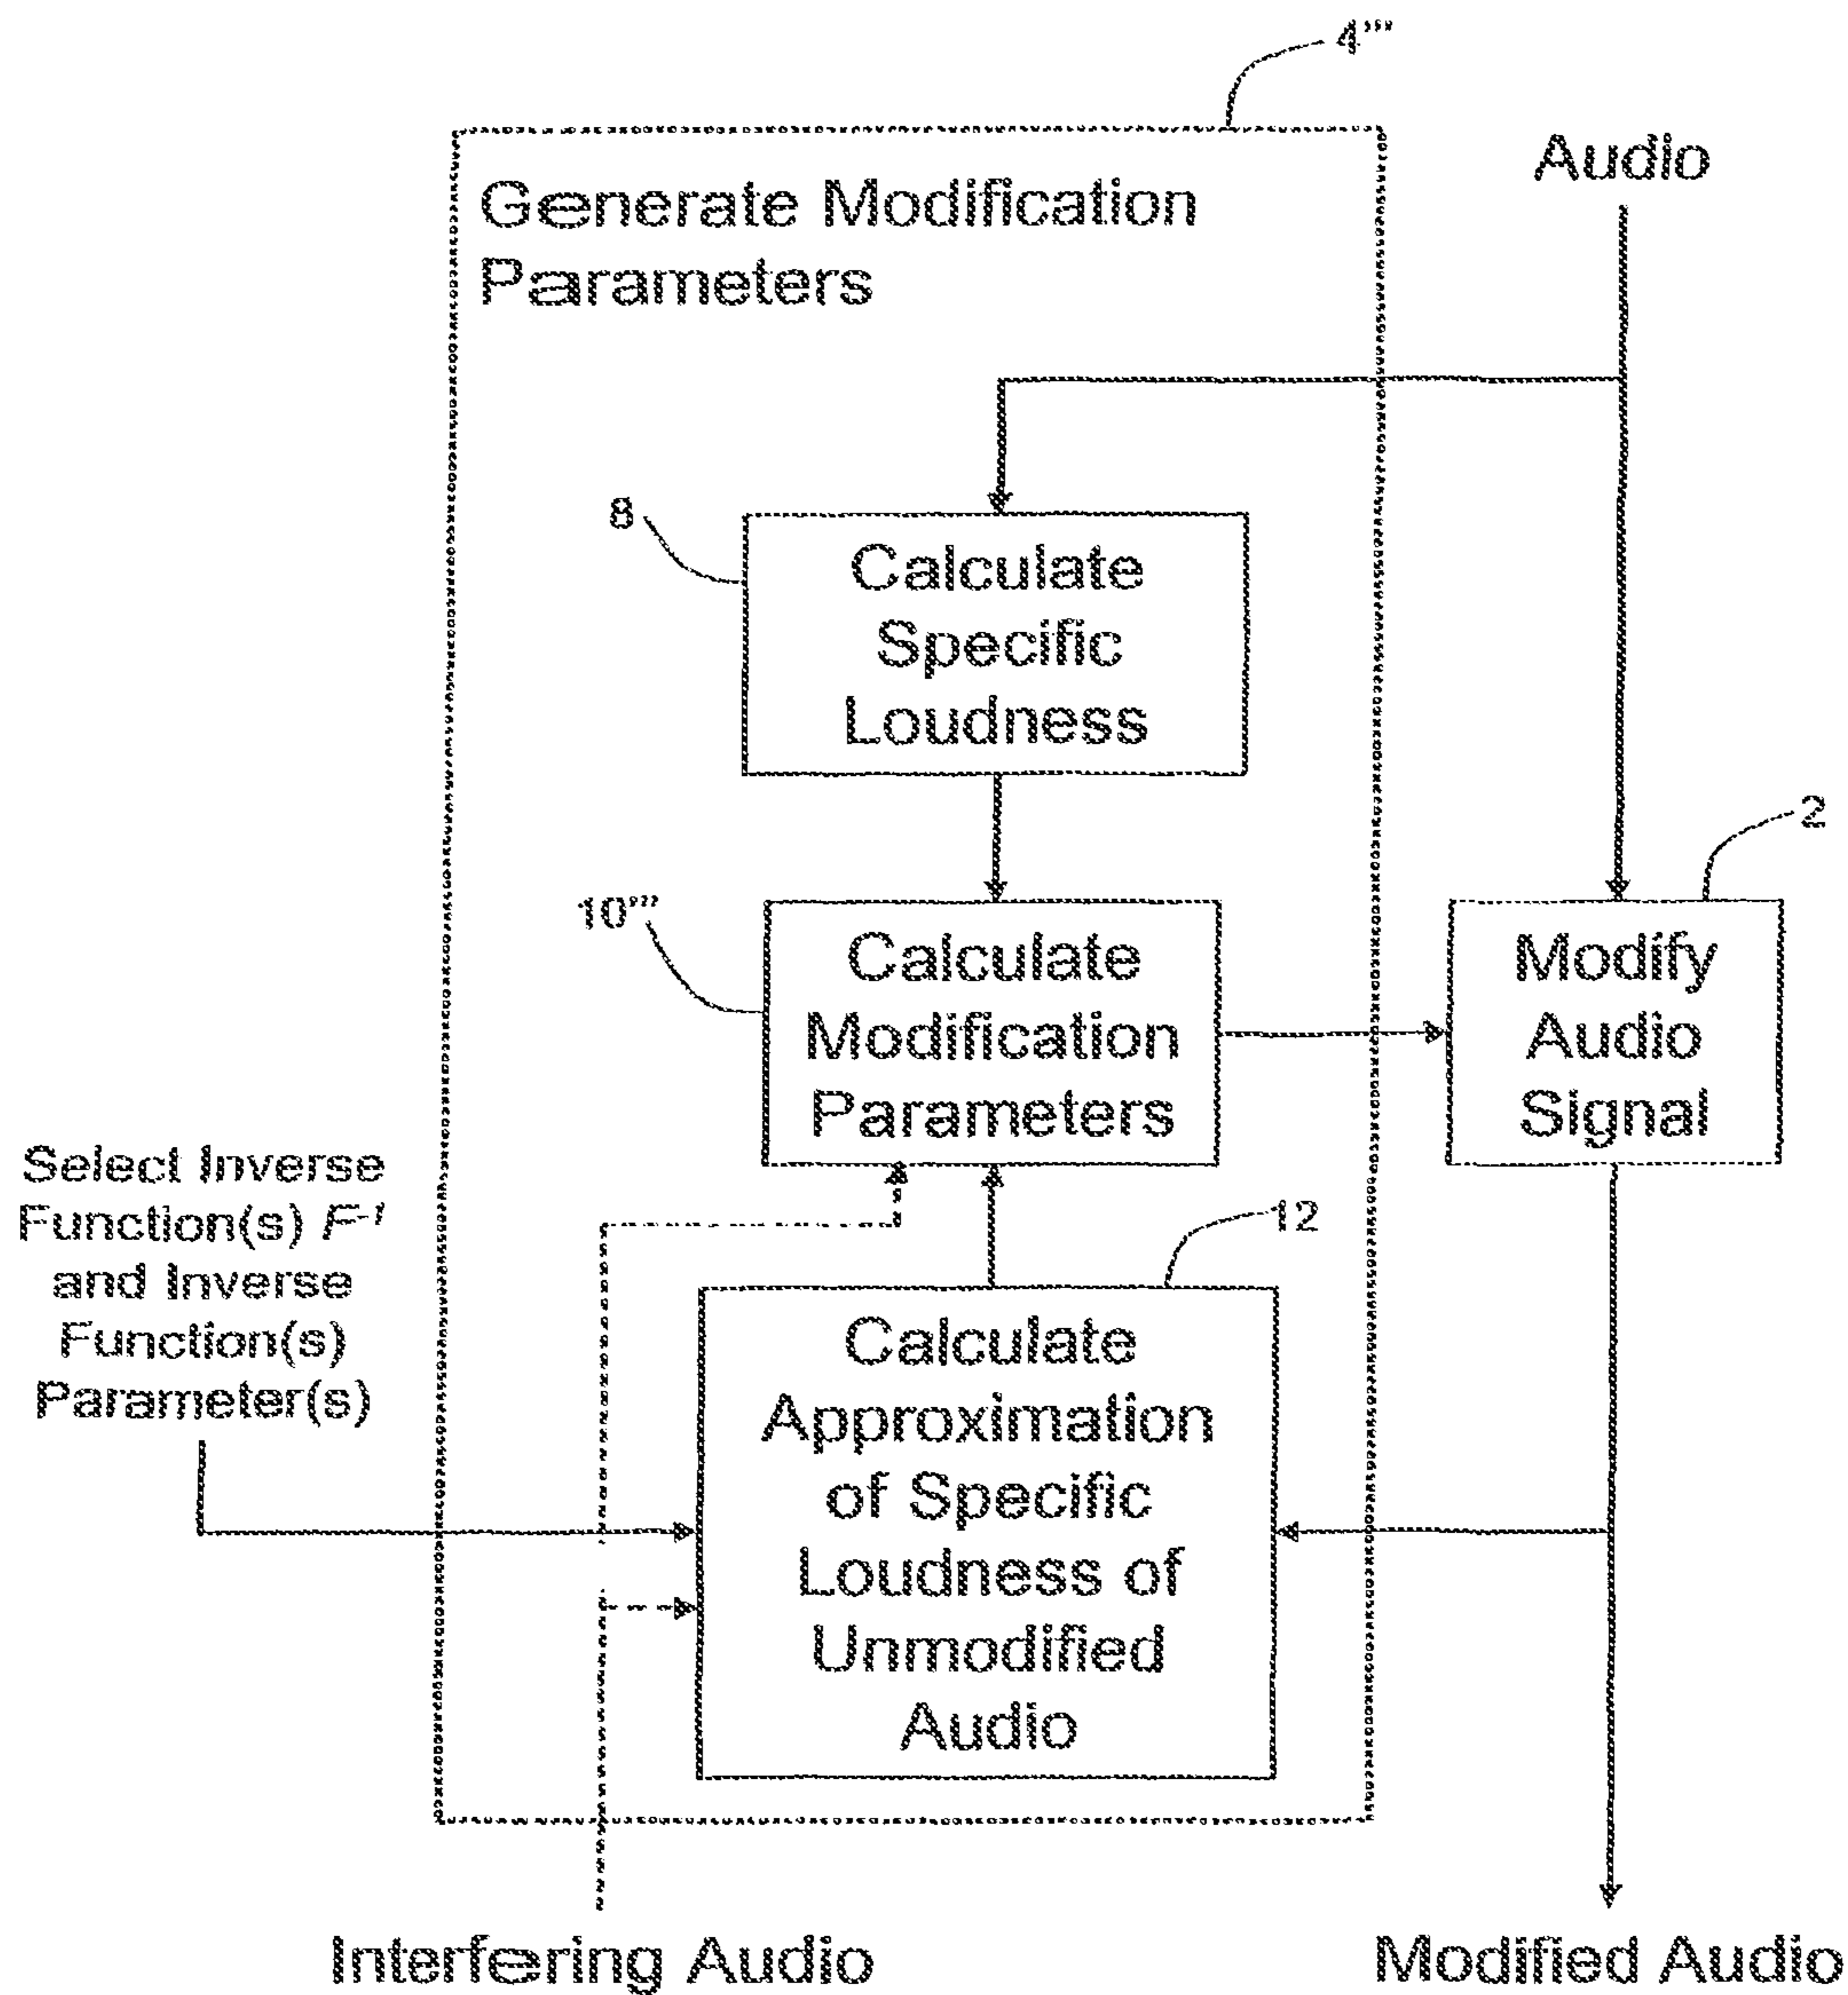 4'''
Audio
Generate Modification
Parameters
8
Calculate
Specific
Loudness
2
10'''
Calculate
Modification
Parameters
Modify
Audio
Signal
Select Inverse
Function(s) F⁻¹
and Inverse
Function(s)
Parameter(s)
12
Calculate
Approximation
of Specific
Loudness of
Unmodified
Audio
Interfering Audio
Modified Audio